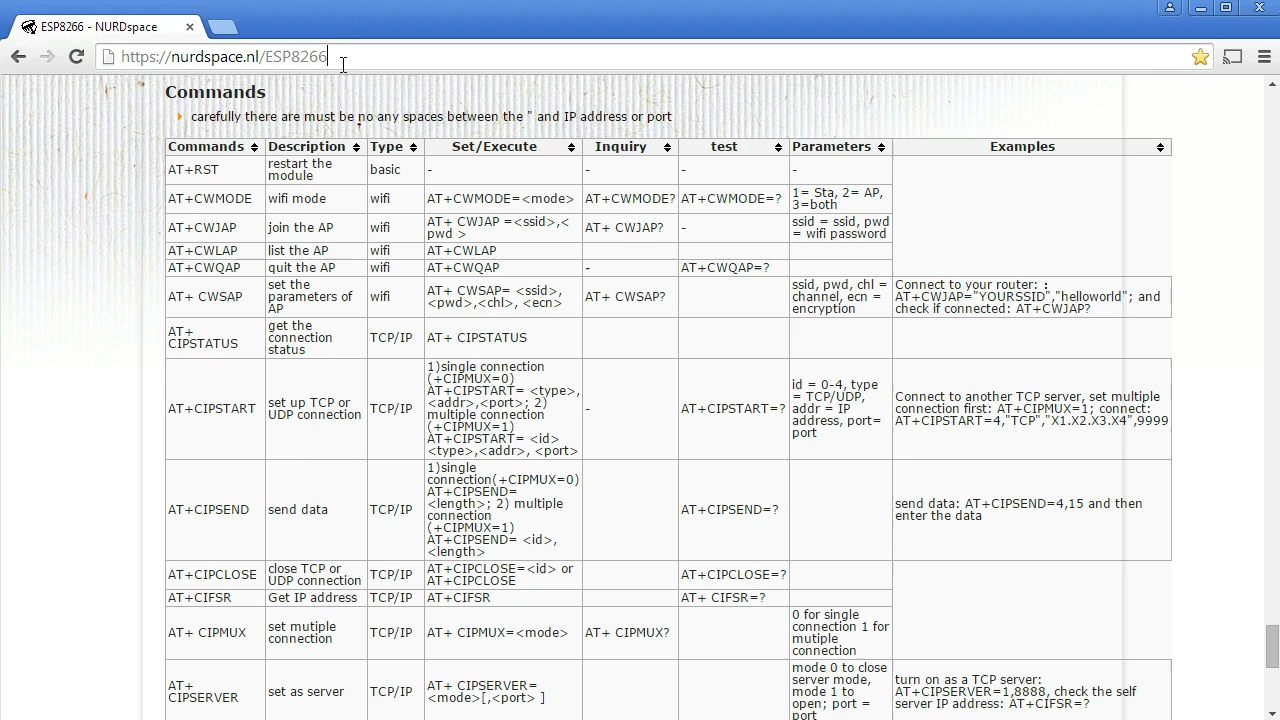 ESP8266 - NURDspace
https://nurdspace.nl/ESP8266
Commands
carefully there are must be no any spaces between the " and IP address or port
Commands Description Type Set/Execute Inquiry test Parameters Examples
AT+RST restart the module basic - - - -
AT+CWMODE wifi mode wifi AT+CWMODE=<mode> AT+CWMODE? AT+CWMODE=? 1= Sta, 2= AP, 3=both
AT+CWJAP join the AP wifi AT+ CWJAP =<ssid>,< pwd > AT+ CWJAP? - ssid = ssid, pwd = wifi password
AT+CWLAP list the AP wifi AT+CWLAP
AT+CWQAP quit the AP wifi AT+CWQAP - AT+CWQAP=?
AT+ CWSAP set the parameters of AP wifi AT+ CWSAP= <ssid>,<pwd>,<chl>, <ecn> AT+ CWSAP? ssid, pwd, chl = channel, ecn = encryption Connect to your router: : AT+CWJAP="YOURSSID","helloworld"; and check if connected: AT+CWJAP?
AT+ CIPSTATUS get the connection status TCP/IP AT+ CIPSTATUS
AT+CIPSTART set up TCP or UDP connection TCP/IP 1)single connection (+CIPMUX=0) AT+CIPSTART= <type>,<addr>,<port>; 2) multiple connection (+CIPMUX=1) AT+CIPSTART= <id><type>,<addr>, <port> - AT+CIPSTART=? id = 0-4, type = TCP/UDP, addr = IP address, port= port Connect to another TCP server, set multiple connection first: AT+CIPMUX=1; connect: AT+CIPSTART=4,"TCP","X1.X2.X3.X4",9999
AT+CIPSEND send data TCP/IP 1)single connection(+CIPMUX=0) AT+CIPSEND=<length>; 2) multiple connection (+CIPMUX=1) AT+CIPSEND= <id>,<length> AT+CIPSEND=? send data: AT+CIPSEND=4,15 and then enter the data
AT+CIPCLOSE close TCP or UDP connection TCP/IP AT+CIPCLOSE=<id> or AT+CIPCLOSE AT+CIPCLOSE=?
AT+CIFSR Get IP address TCP/IP AT+CIFSR AT+ CIFSR=?
AT+ CIPMUX set mutiple connection TCP/IP AT+ CIPMUX=<mode> AT+ CIPMUX? 0 for single connection 1 for mutiple connection
AT+ CIPSERVER set as server TCP/IP AT+ CIPSERVER= <mode>[,<port> ] mode 0 to close server mode, mode 1 to open; port = port turn on as a TCP server: AT+CIPSERVER=1,8888, check the self server IP address: AT+CIFSR=?